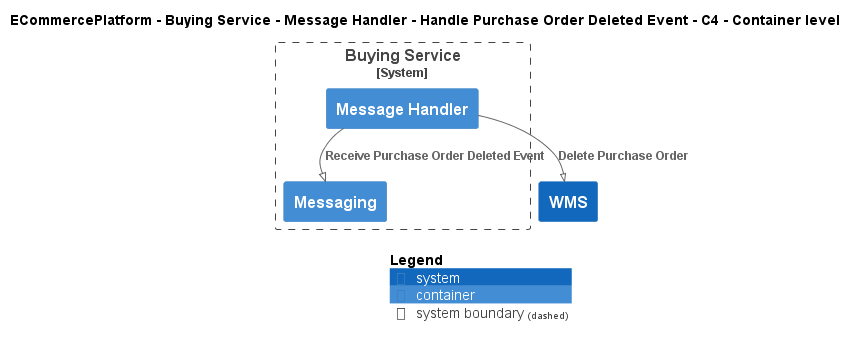 ECommercePlatform - Buying Service - Message Handler - Handle Purchase Order Deleted Event - C4 - Container level
Buying Service
[System]
Message Handler
Receive Purchase Order Deleted Event
Delete Purchase Order
Messaging
WMS
Legend
system
container
system boundary (dashed)